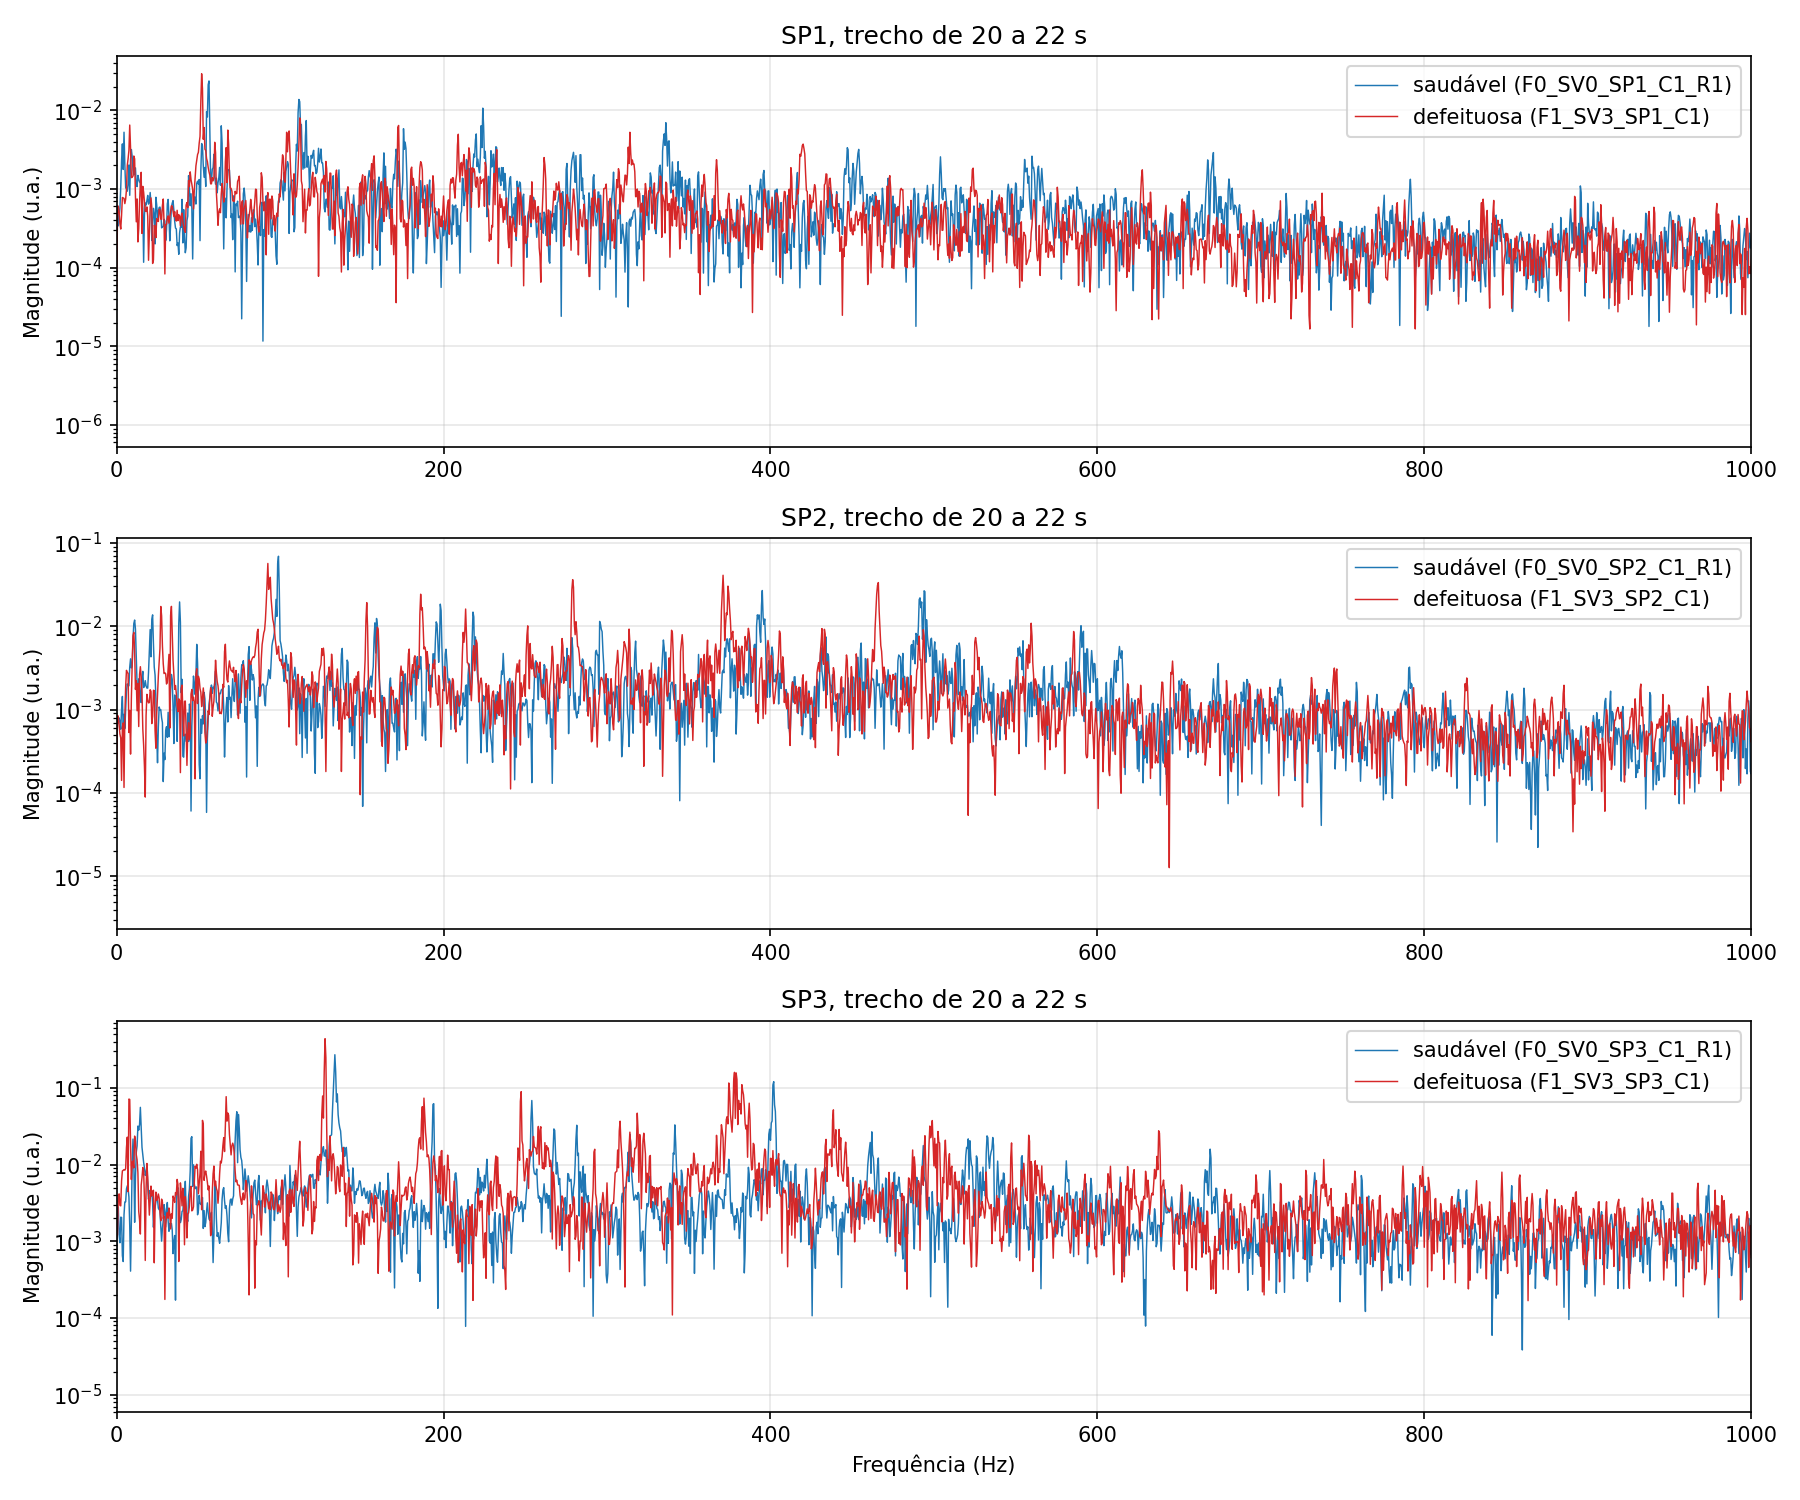 SP1, trecho de 20 a 22 s
saudável (F0_SV0_SP1_C1_R1)
defeituosa (F1_SV3_SP1_C1)
Magnitude (u.a.)
10⁻²
10⁻³
10⁻⁴
10⁻⁵
10⁻⁶
0 200 400 600 800 1000
SP2, trecho de 20 a 22 s
saudável (F0_SV0_SP2_C1_R1)
defeituosa (F1_SV3_SP2_C1)
Magnitude (u.a.)
10⁻¹
10⁻²
10⁻³
10⁻⁴
10⁻⁵
0 200 400 600 800 1000
SP3, trecho de 20 a 22 s
saudável (F0_SV0_SP3_C1_R1)
defeituosa (F1_SV3_SP3_C1)
Magnitude (u.a.)
10⁻¹
10⁻²
10⁻³
10⁻⁴
10⁻⁵
0 200 400 600 800 1000
Frequência (Hz)